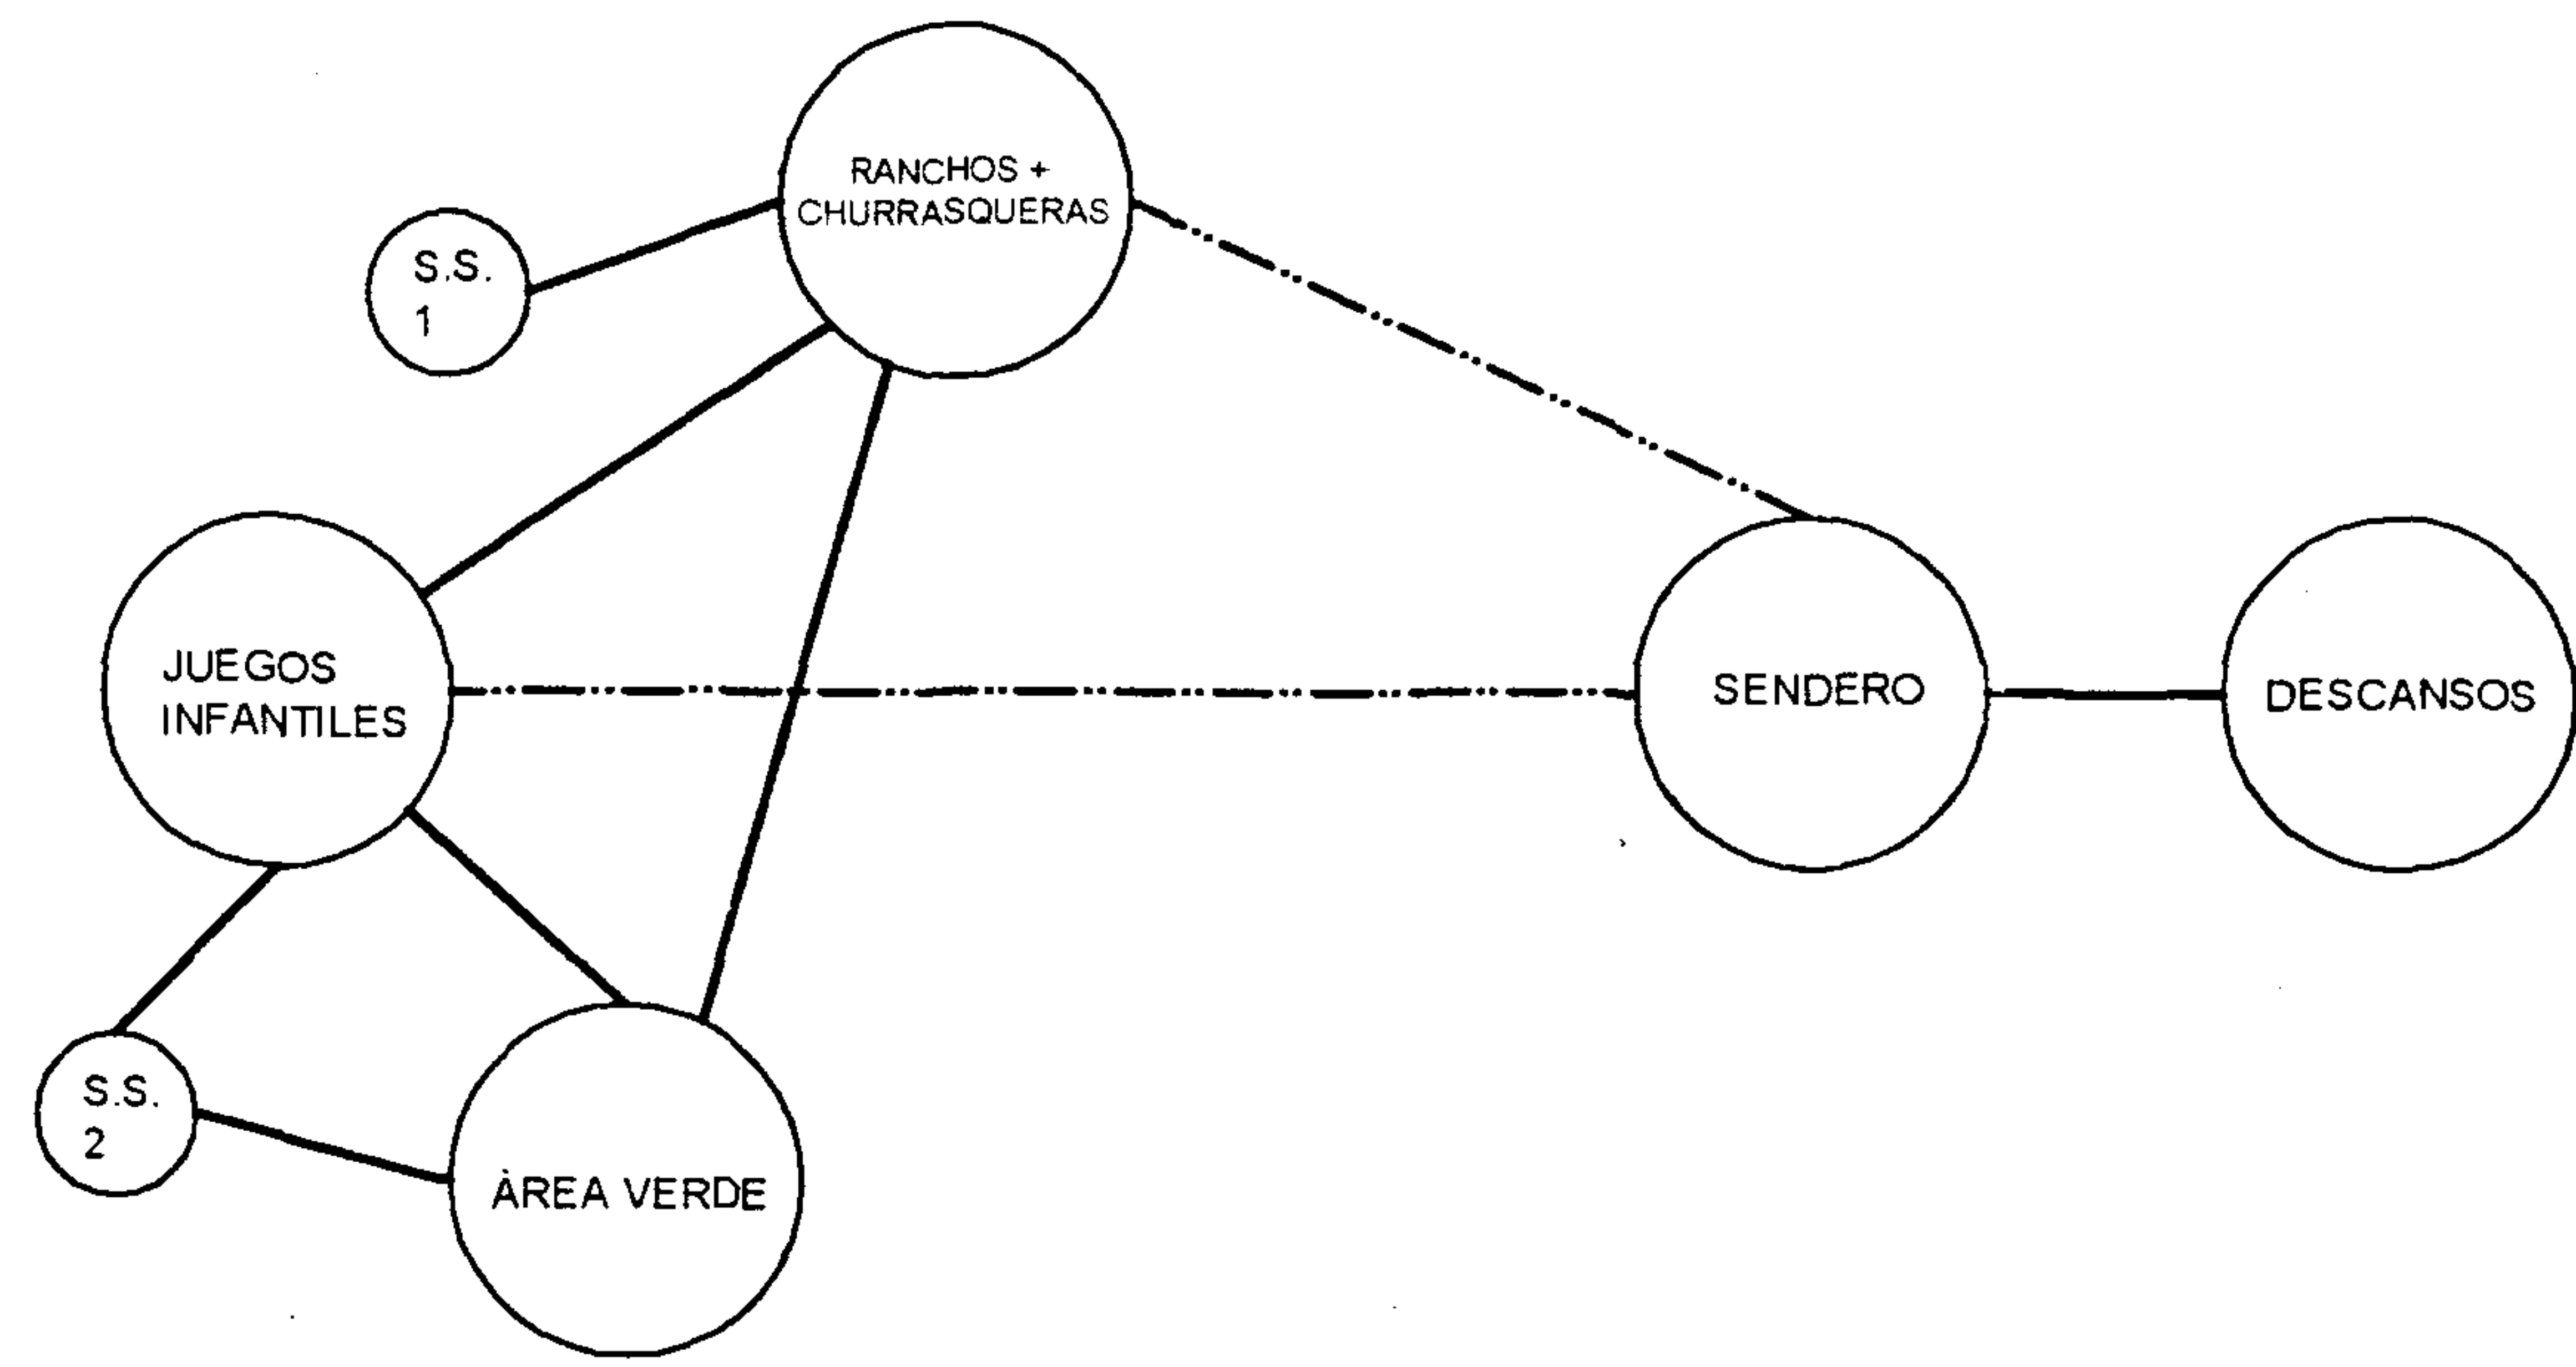 RANCHOS +
CHURRASQUERAS
S.S.
1
JUEGOS
INFANTILES
SENDERO
DESCANSOS
S.S.
2
ÀREA VERDE